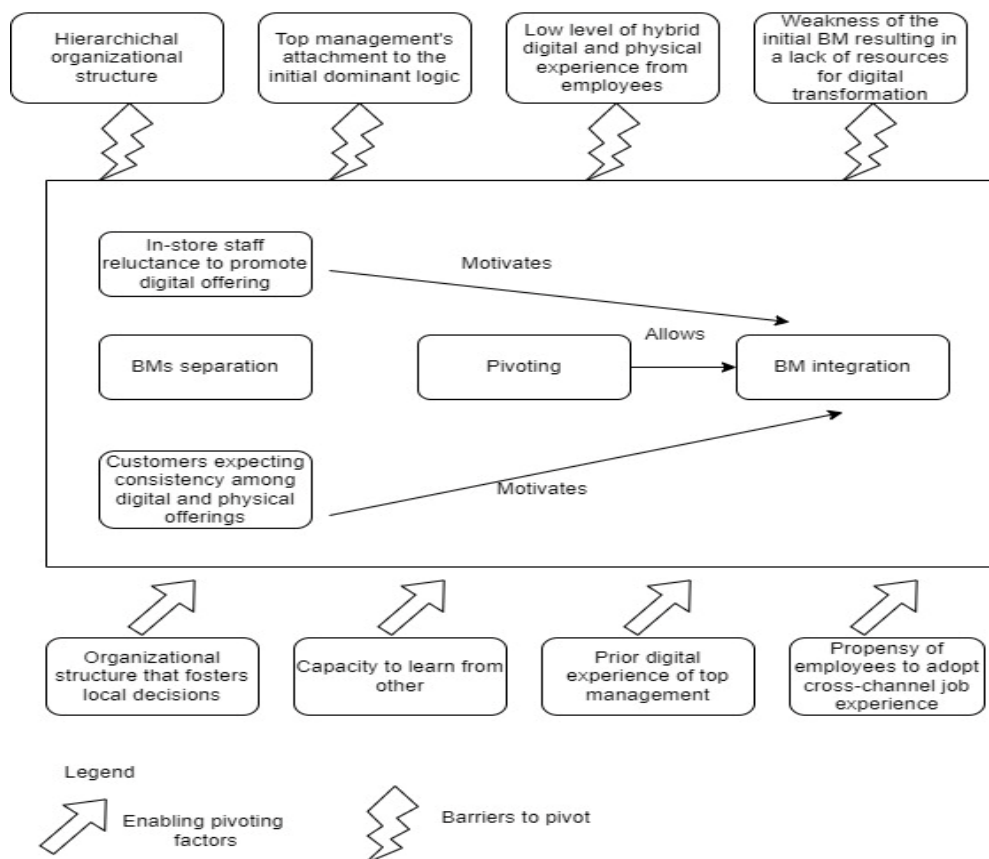 Hierarchichal
organizational
structure
Top management's
attachment to the
initial dominant logic
Low level of hybrid
digital and physical
experience from
employees
Weakness of the
initial BM resulting in
a lack of resources
for digital
transformation
In-store staff
reluctance to promote
digital offering
Motivates
Allows
BMs separation
Pivoting
BM integration
Customers expecting
consistency among
digital and physical
offerings
Motivates
Organizational
structure that fosters
local decisions
Capacity to learn from
other
Prior digital
experience of top
management
Propensy of
employees to adopt
cross-channel job
experience
Legend
Enabling pivoting
factors
Barriers to pivot